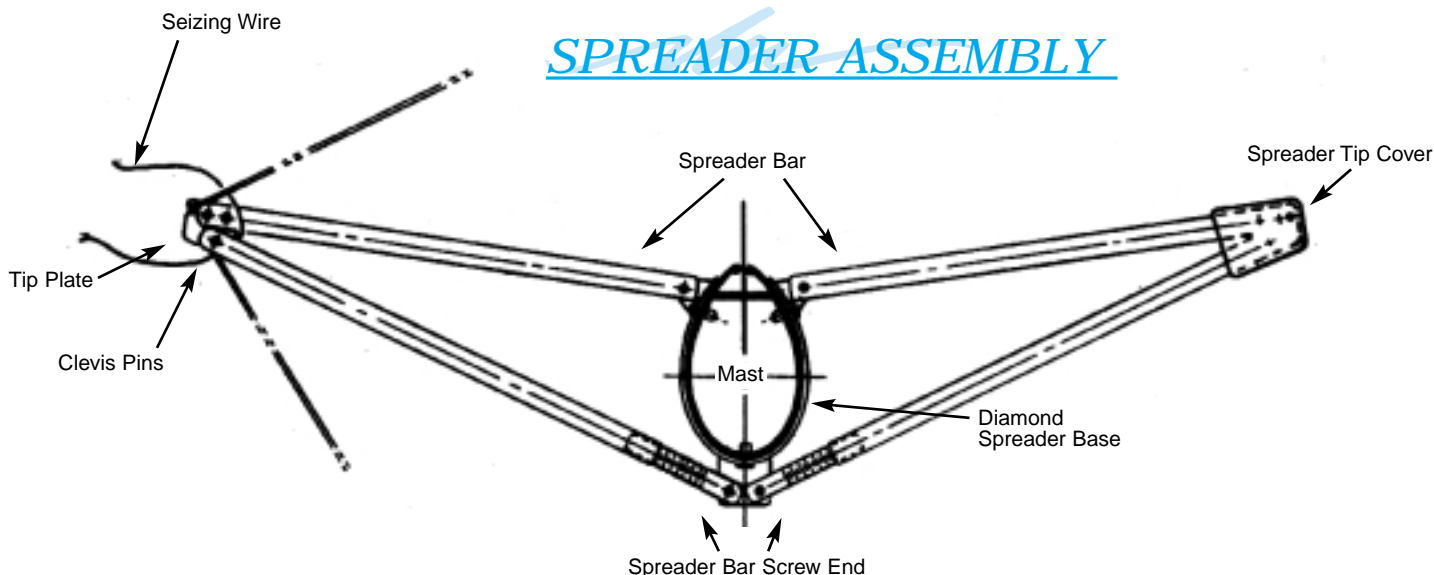 Seizing Wire
SPREADER ASSEMBLY
Spreader Bar
Spreader Tip Cover
Tip Plate
Clevis Pins
Mast
Diamond
Spreader Base
Spreader Bar Screw End